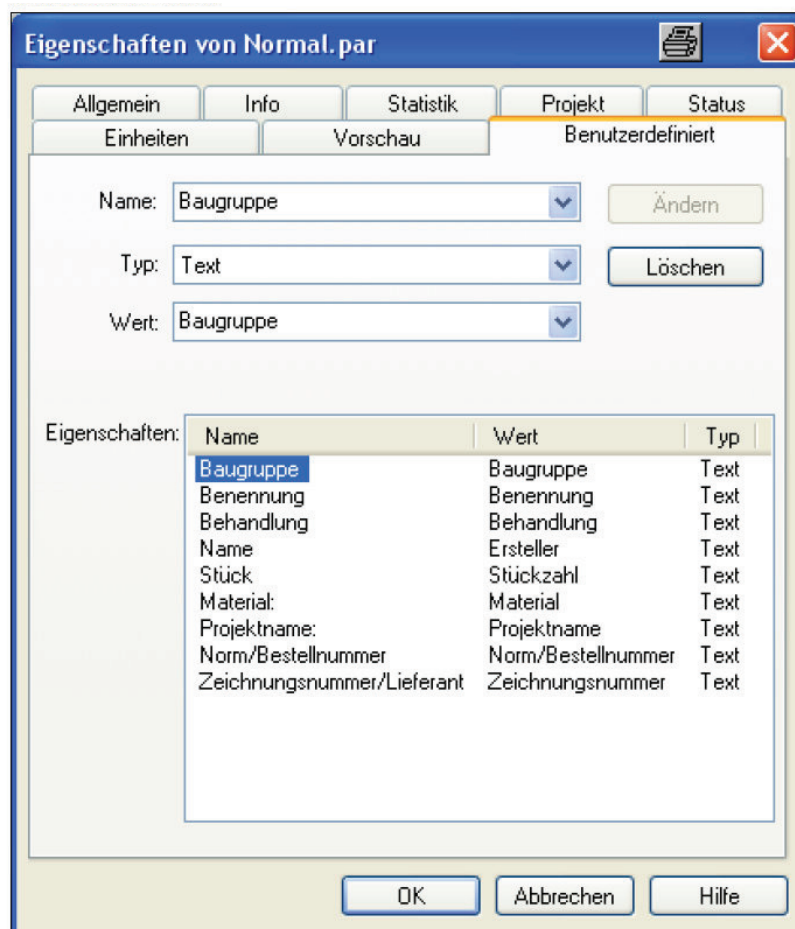 Eigenschaften von Normal.par
Allgemein Info Statistik Projekt Status
Einheiten Vorschau Benutzerdefiniert
Name: Baugruppe Ändern
Typ: Text Löschen
Wert: Baugruppe
Eigenschaften: Name Wert Typ
Baugruppe Baugruppe Text
Benennung Benennung Text
Behandlung Behandlung Text
Name Ersteller Text
Stück Stückzahl Text
Material: Material Text
Projektname: Projektname Text
Norm/Bestellnummer Norm/Bestellnummer Text
Zeichnungsnummer/Lieferant Zeichnungsnummer Text
OK Abbrechen Hilfe